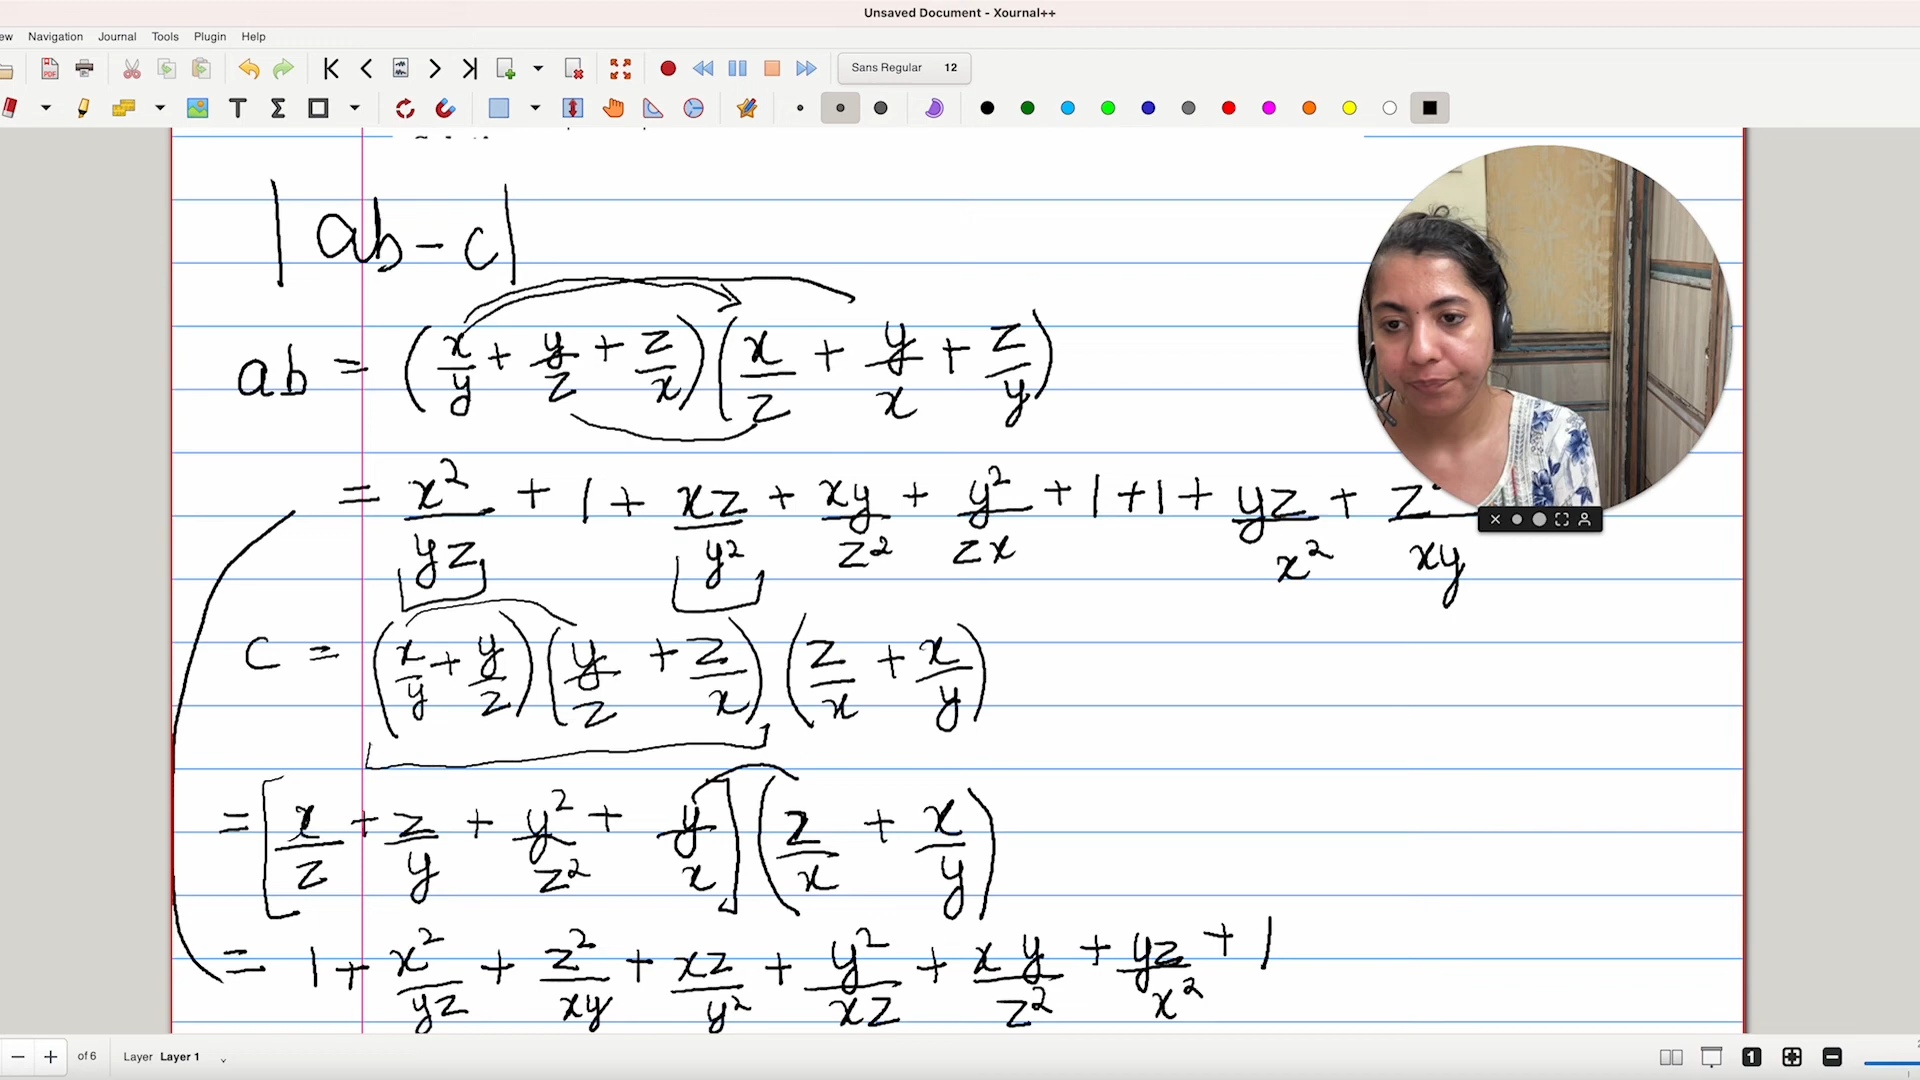 Unsaved Document - Xournal++
ew Navigation Journal Tools Plugin Help
Sans Regular 12
|ab-c|
ab = (x/y + y/z + z/x)(x/z + y/x + z/y)
= x²/yz + 1 + xz/y² + xy/z² + y²/zx + 1 + 1 + yz/x² + z²/xy
c = (x/y + y/z)(y/z + z/x)(z/x + x/y)
= [x/z + z/y + y²/z² + y/x](z/x + x/y)
= 1 + x²/yz + z²/xy + xz/y² + y²/xz + xy/z² + yz/x² + 1
of 6 Layer Layer 1